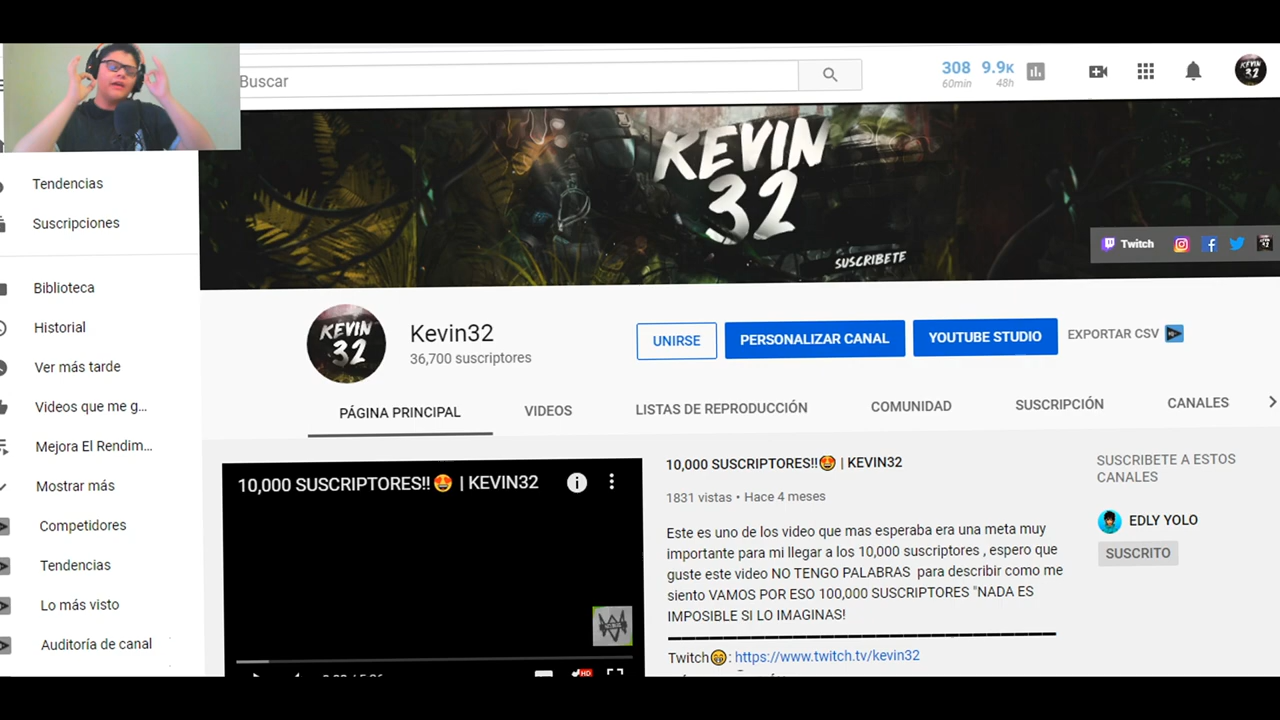 Buscar
308
60min
9.9K
48h
KEVIN
32
KEVIN
32
SUSCRIBETE
Twitch
Tendencias
Suscripciones
Biblioteca
Historial
Ver más tarde
Videos que me g...
Mejora El Rendim...
Mostrar más
Competidores
Tendencias
Lo más visto
Auditoría de canal
KEVIN
32
Kevin32
36,700 suscriptores
UNIRSE
PERSONALIZAR CANAL
YOUTUBE STUDIO
EXPORTAR CSV
PÁGINA PRINCIPAL
VIDEOS
LISTAS DE REPRODUCCIÓN
COMUNIDAD
SUSCRIPCIÓN
CANALES
10,000 SUSCRIPTORES!!🤩 | KEVIN32
HD
10,000 SUSCRIPTORES!!🤩 | KEVIN32
1831 vistas • Hace 4 meses
Este es uno de los video que mas esperaba era una meta muy
importante para mi llegar a los 10,000 suscriptores , espero que
guste este video NO TENGO PALABRAS para describir como me
siento VAMOS POR ESO 100,000 SUSCRIPTORES "NADA ES
IMPOSIBLE SI LO IMAGINAS!
Twitch😁: https://www.twitch.tv/kevin32
SUSCRIBETE A ESTOS
CANALES
EDLY YOLO
SUSCRITO